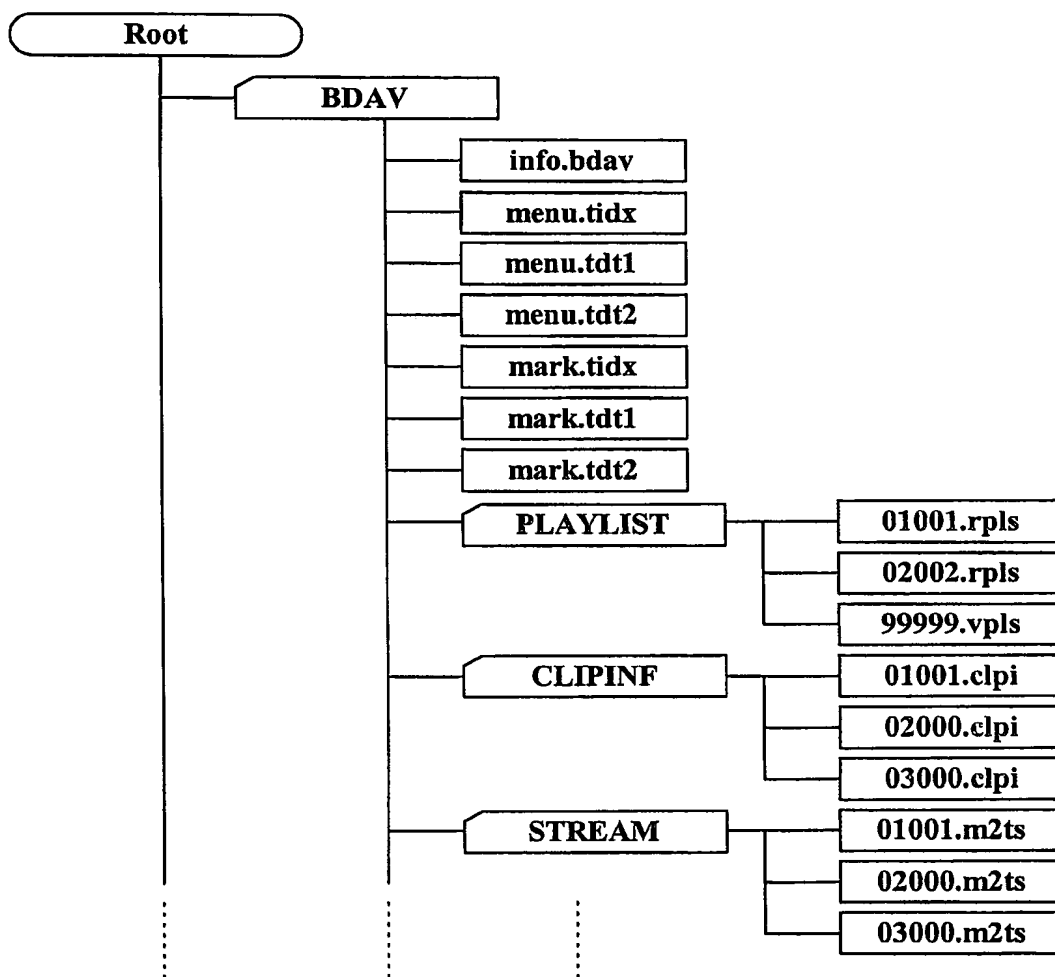 Root
BDAV
info.bdav
menu.tidx
menu.tdt1
menu.tdt2
mark.tidx
mark.tdt1
mark.tdt2
PLAYLIST
01001.rpls
02002.rpls
99999.vpls
CLIPINF
01001.clpi
02000.clpi
03000.clpi
STREAM
01001.m2ts
02000.m2ts
03000.m2ts